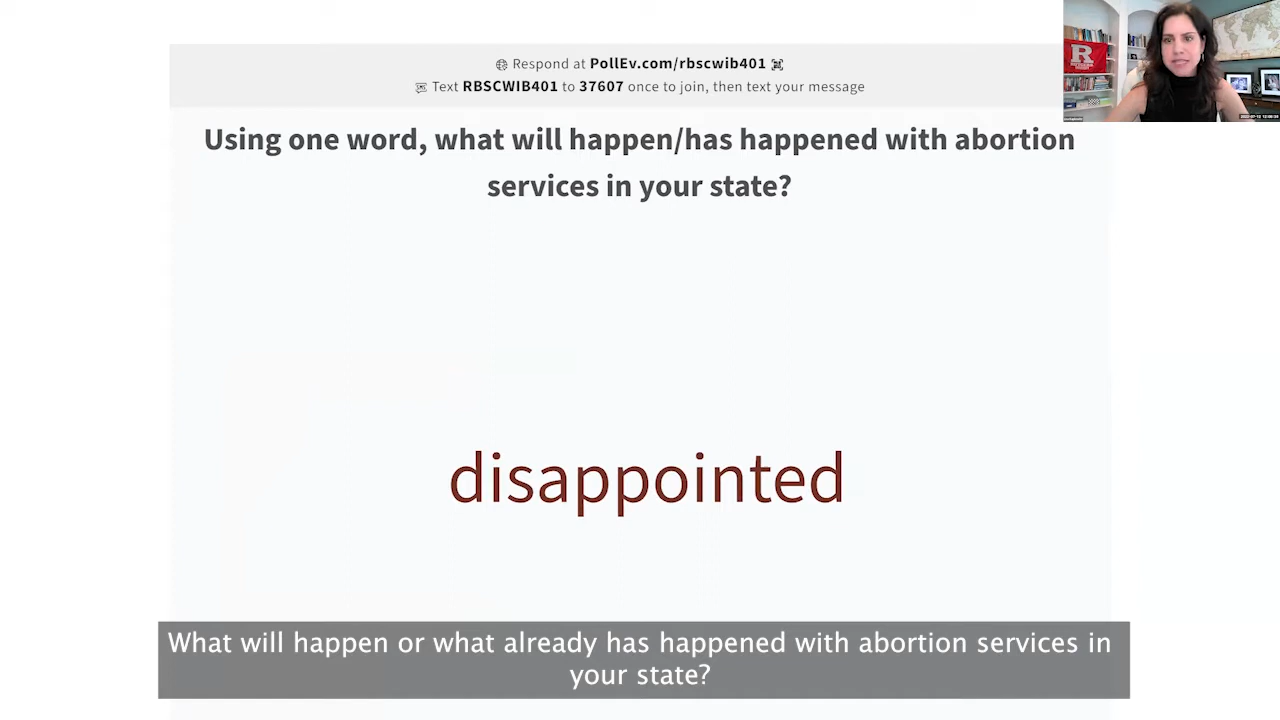 Respond at PollEv.com/rbscwib401
Text RBSCWIB401 to 37607 once to join, then text your message
Using one word, what will happen/has happened with abortion
services in your state?
disappointed
What will happen or what already has happened with abortion services in
your state?
R